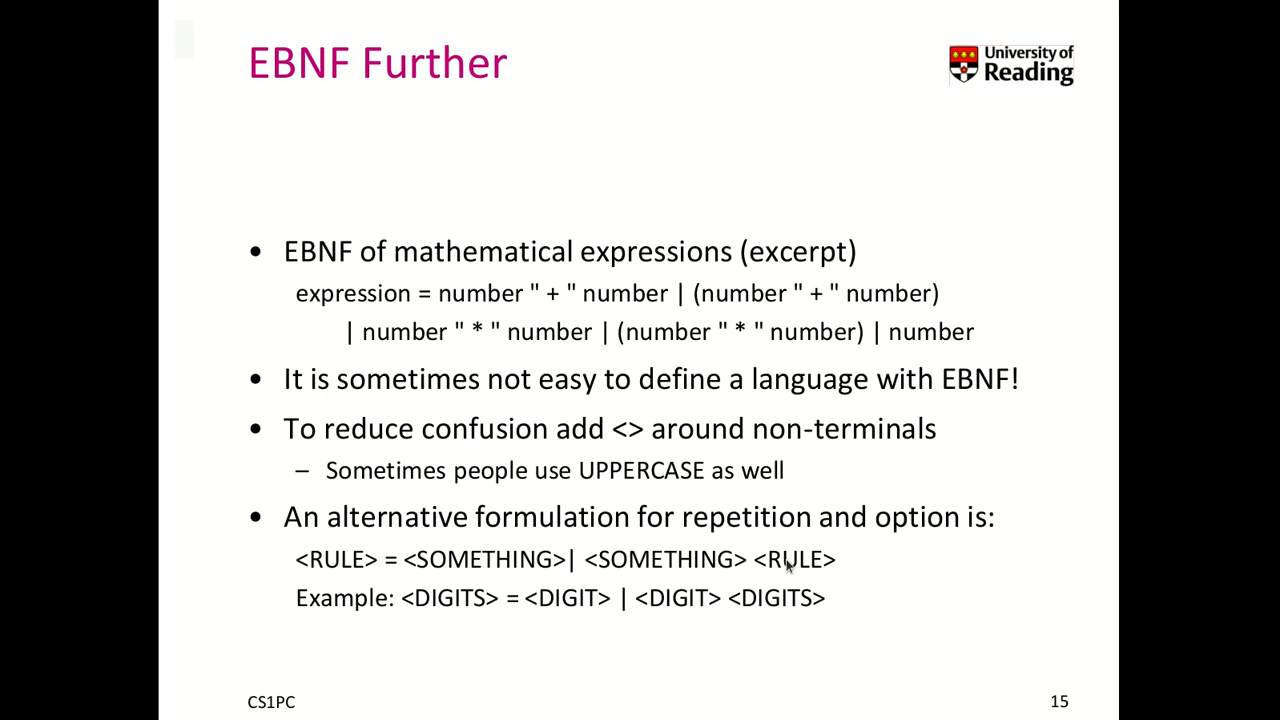 EBNF Further
University of
Reading
• EBNF of mathematical expressions (excerpt)
expression = number " + " number | (number " + " number)
| number " * " number | (number " * " number) | number
• It is sometimes not easy to define a language with EBNF!
• To reduce confusion add <> around non-terminals
– Sometimes people use UPPERCASE as well
• An alternative formulation for repetition and option is:
<RULE> = <SOMETHING>| <SOMETHING> <RULE>
Example: <DIGITS> = <DIGIT> | <DIGIT> <DIGITS>
CS1PC
15